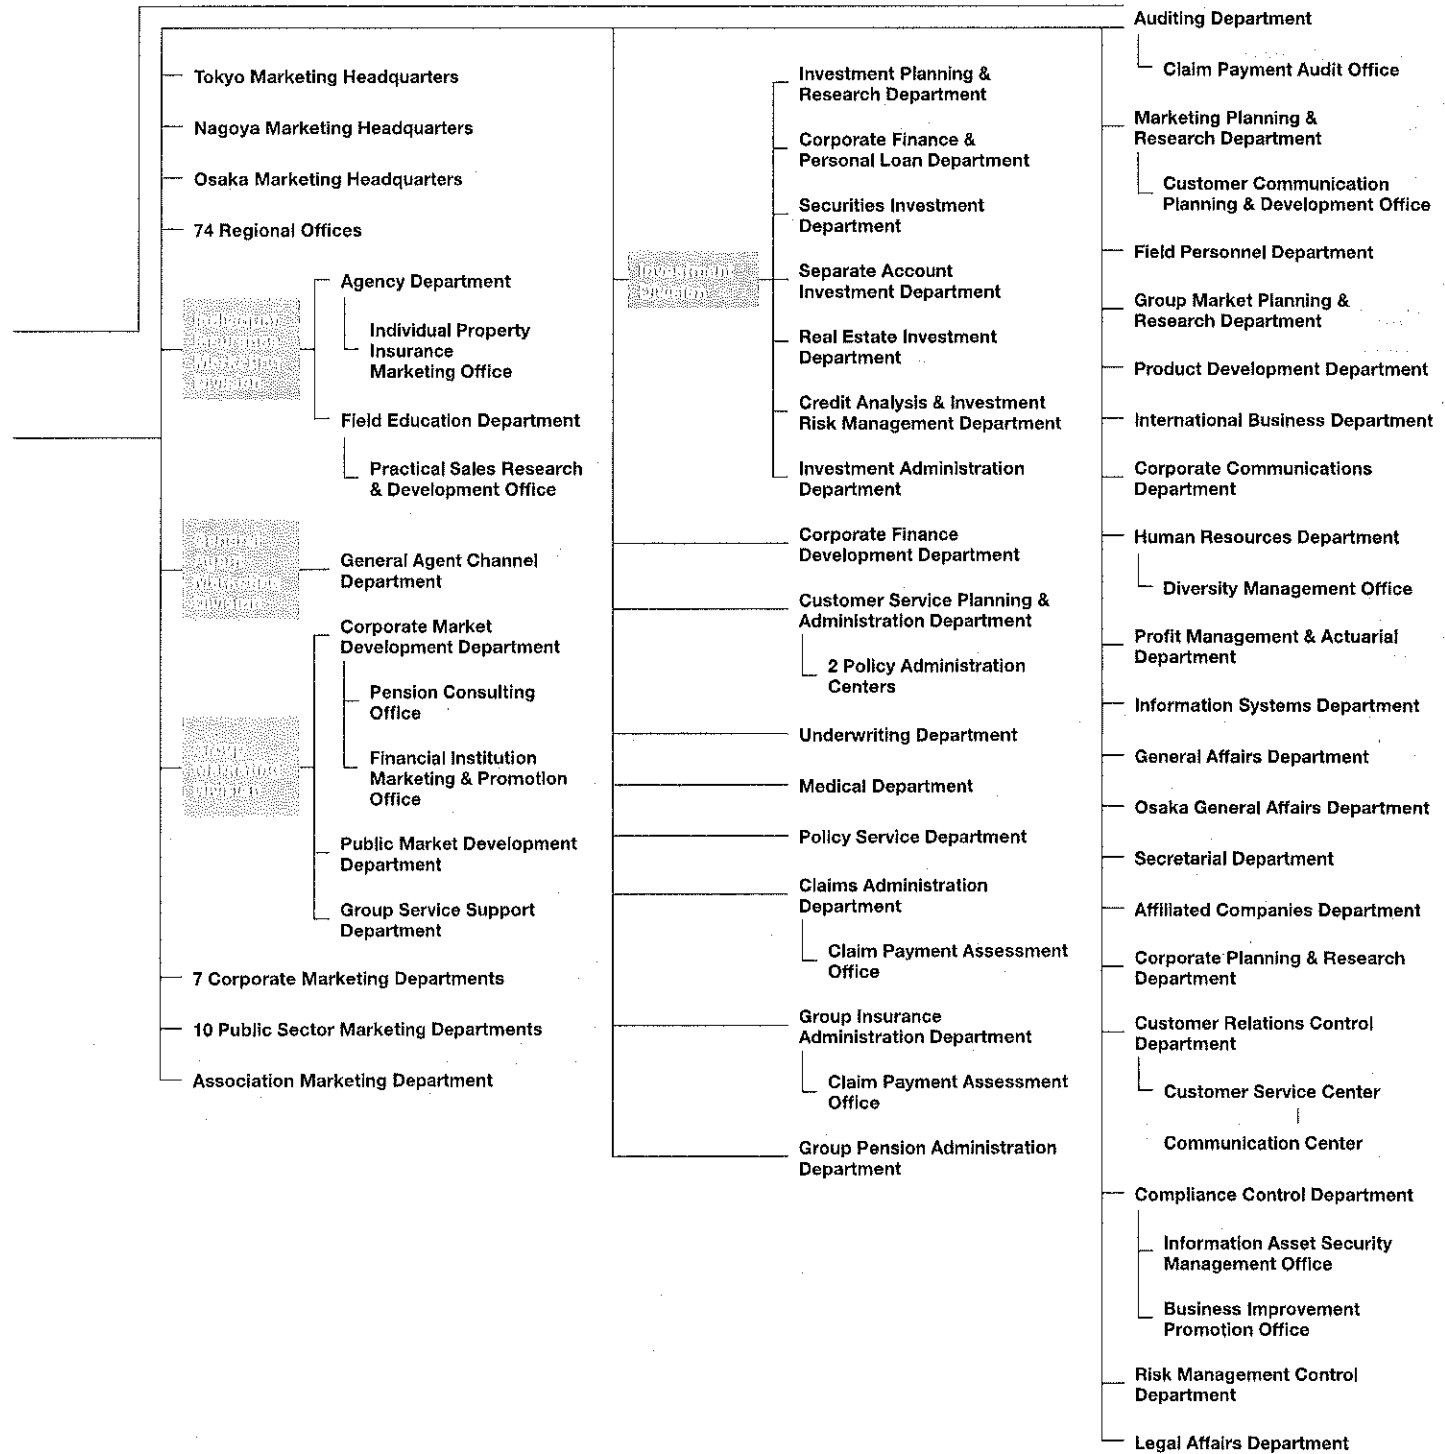 Tokyo Marketing Headquarters
Nagoya Marketing Headquarters
Osaka Marketing Headquarters
74 Regional Offices
Individual
Insurance
Marketing
Division
Agency Department
Individual Property
Insurance
Marketing Office
Field Education Department
Practical Sales Research
& Development Office
Marketing
Division
General Agent Channel
Department
Group
Marketing
Division
Corporate Market
Development Department
Pension Consulting
Office
Financial Institution
Marketing & Promotion
Office
Public Market Development
Department
Group Service Support
Department
7 Corporate Marketing Departments
10 Public Sector Marketing Departments
Association Marketing Department
Investment
Division
Investment Planning &
Research Department
Corporate Finance &
Personal Loan Department
Securities Investment
Department
Separate Account
Investment Department
Real Estate Investment
Department
Credit Analysis & Investment
Risk Management Department
Investment Administration
Department
Corporate Finance
Development Department
Customer Service Planning &
Administration Department
2 Policy Administration
Centers
Underwriting Department
Medical Department
Policy Service Department
Claims Administration
Department
Claim Payment Assessment
Office
Group Insurance
Administration Department
Claim Payment Assessment
Office
Group Pension Administration
Department
Auditing Department
Claim Payment Audit Office
Marketing Planning &
Research Department
Customer Communication
Planning & Development Office
Field Personnel Department
Group Market Planning &
Research Department
Product Development Department
International Business Department
Corporate Communications
Department
Human Resources Department
Diversity Management Office
Profit Management & Actuarial
Department
Information Systems Department
General Affairs Department
Osaka General Affairs Department
Secretarial Department
Affiliated Companies Department
Corporate Planning & Research
Department
Customer Relations Control
Department
Customer Service Center
Communication Center
Compliance Control Department
Information Asset Security
Management Office
Business Improvement
Promotion Office
Risk Management Control
Department
Legal Affairs Department